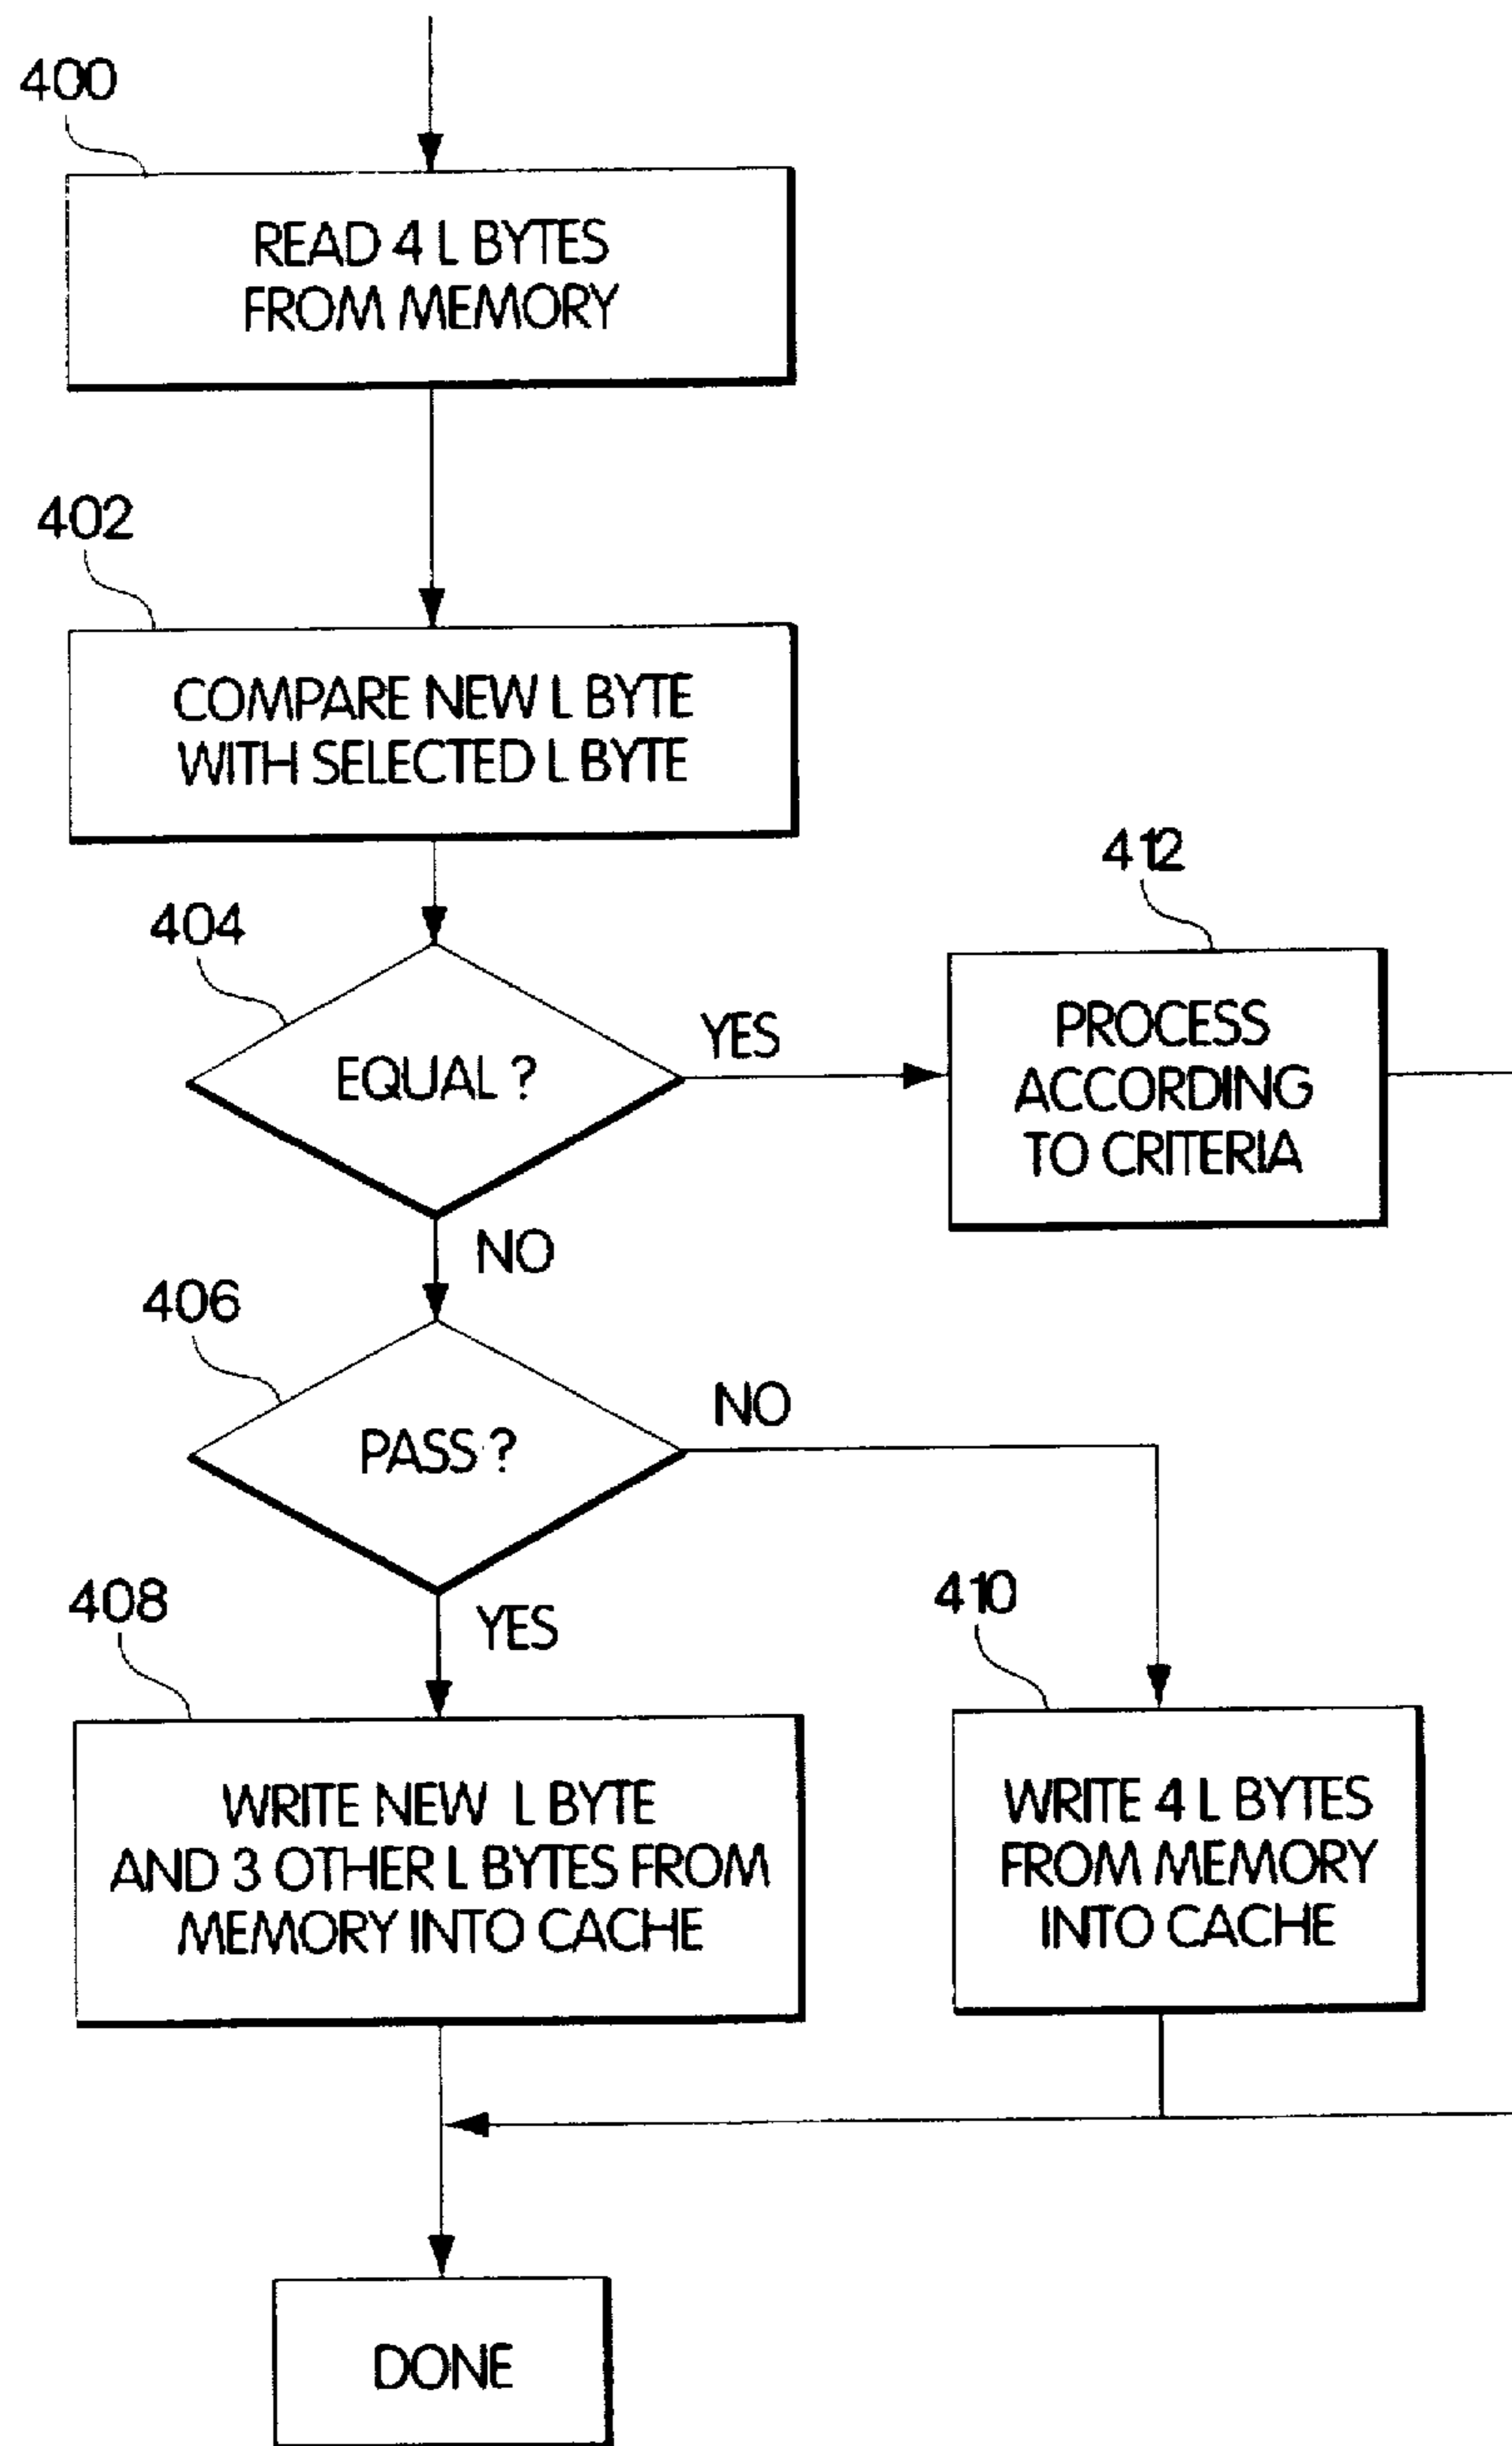 400
READ 4 L BYTES
FROM MEMORY
402
COMPARE NEW L BYTE
WITH SELECTED L BYTE
404
EQUAL ?
YES
412
PROCESS
ACCORDING
TO CRITERIA
NO
406
PASS ?
NO
YES
408
WRITE NEW L BYTE
AND 3 OTHER L BYTES FROM
MEMORY INTO CACHE
410
WRITE 4 L BYTES
FROM MEMORY
INTO CACHE
DONE